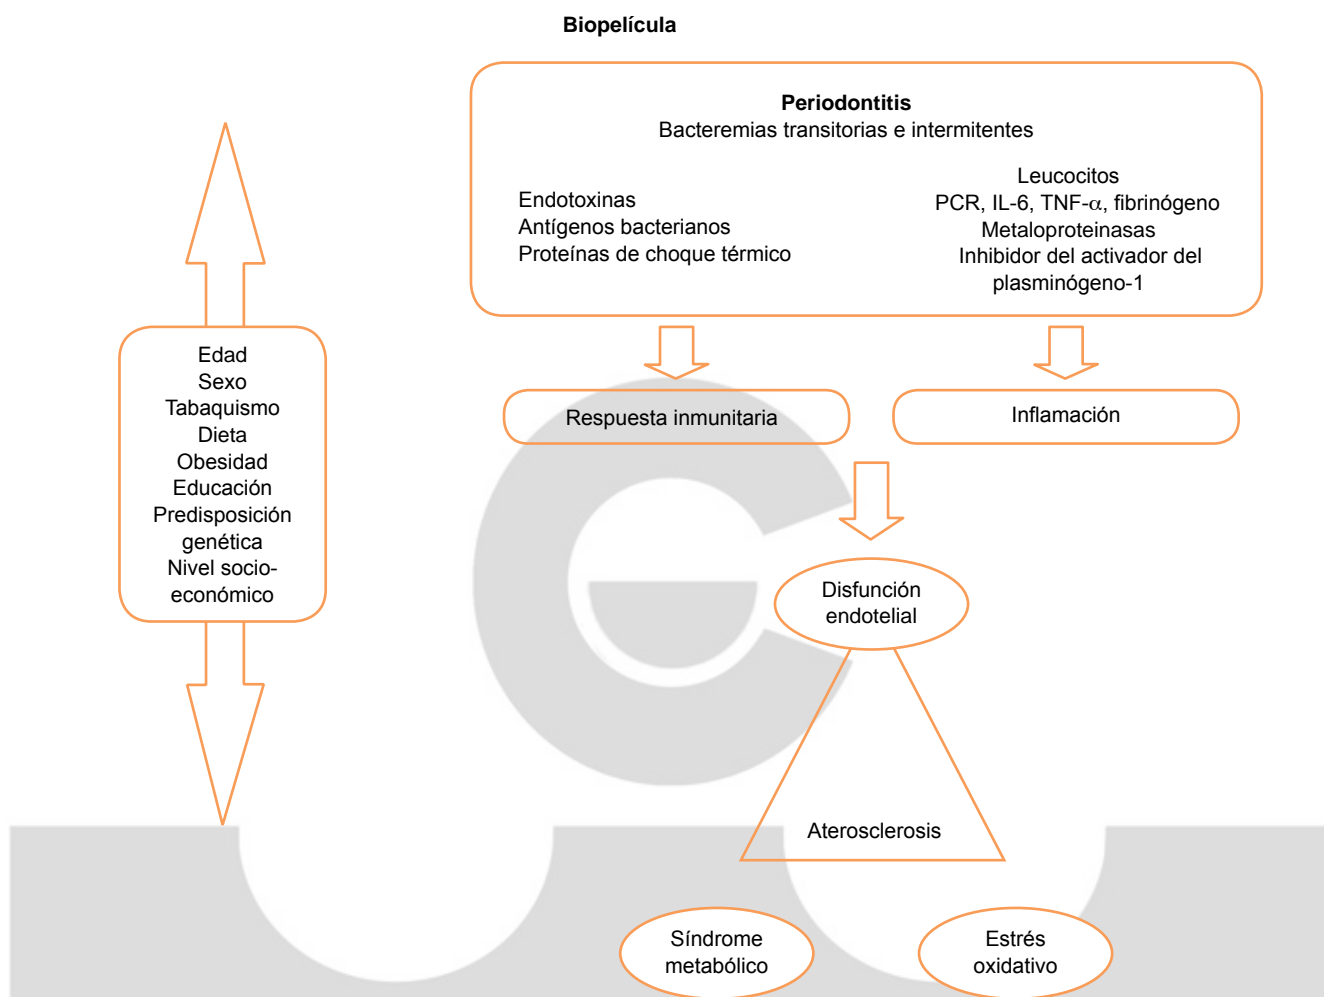 Biopelícula
Periodontitis
Bacteremias transitorias e intermitentes
Endotoxinas
Antígenos bacterianos
Proteínas de choque térmico
Leucocitos
PCR, IL-6, TNF-α, fibrinógeno
Metaloproteinasas
Inhibidor del activador del
plasminógeno-1
Edad
Sexo
Tabaquismo
Dieta
Obesidad
Educación
Predisposición
genética
Nivel socio-
económico
Respuesta inmunitaria
Inflamación
Disfunción
endotelial
Aterosclerosis
Síndrome
metabólico
Estrés
oxidativo